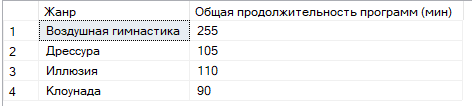 Жанр Общая продолжительность программ (мин)
1 Воздушная гимнастика 255
2 Дрессура 105
3 Иллюзия 110
4 Клоунада 90